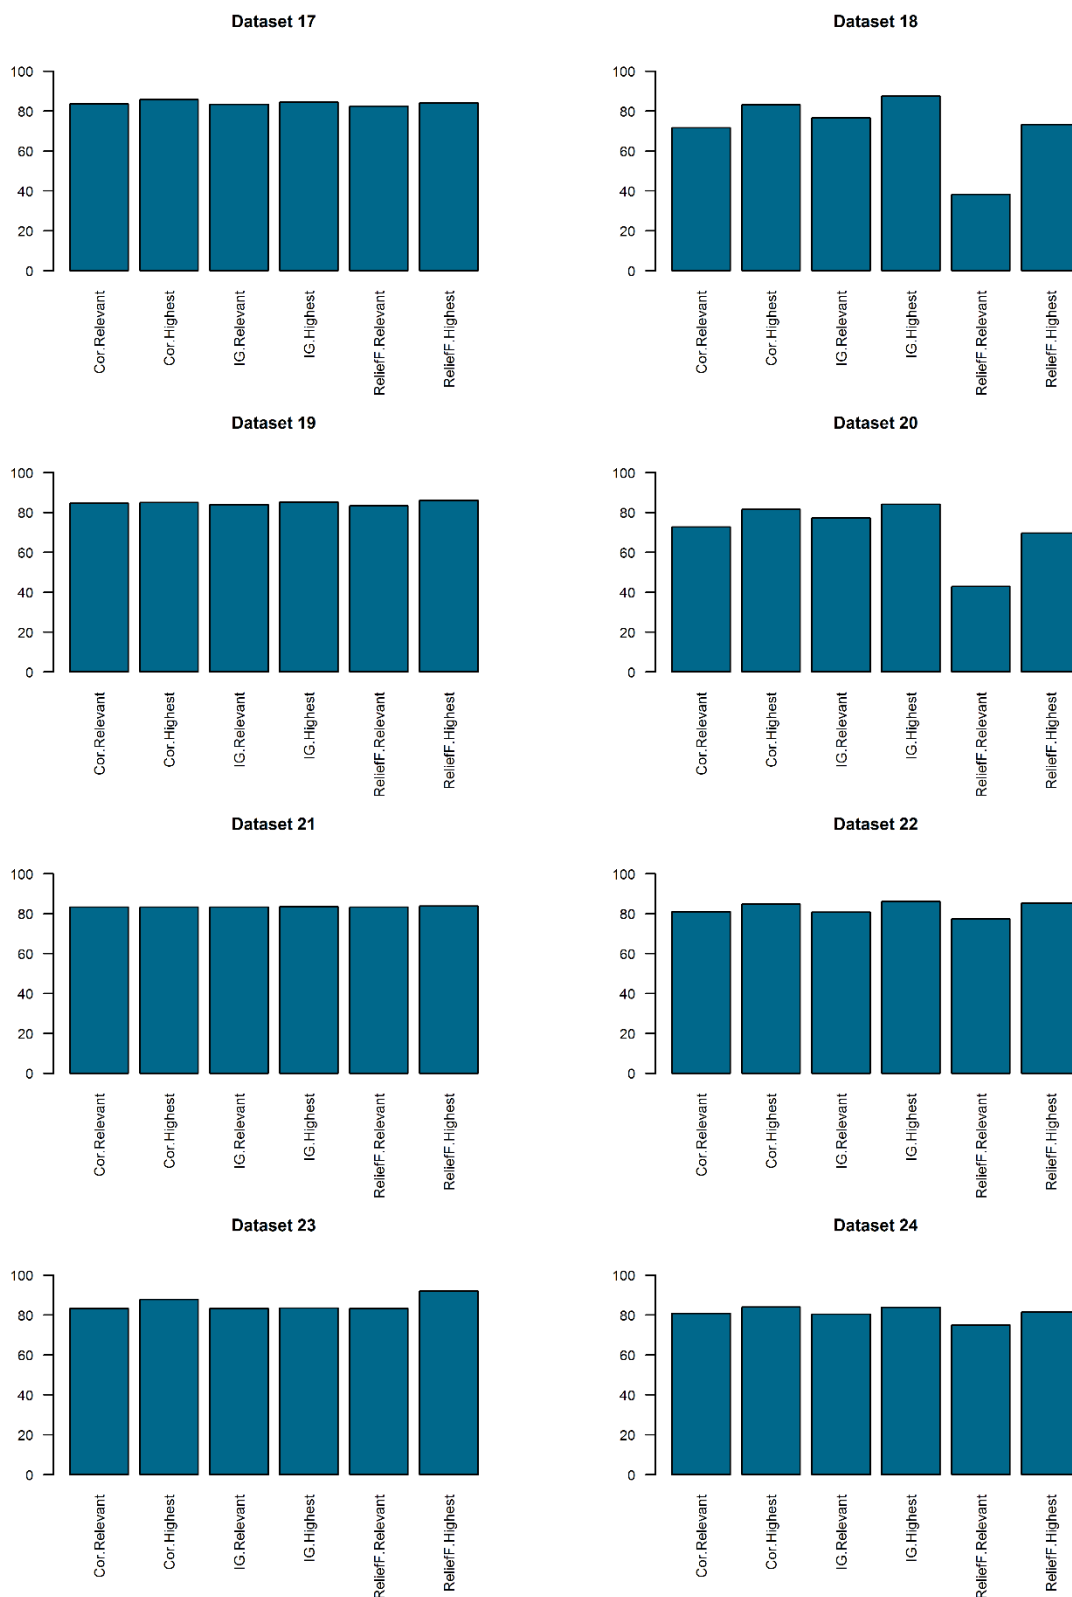 Dataset 17
100
80
60
40
20
0
Cor.Relevant
Cor.Highest
IG.Relevant
IG.Highest
ReliefF.Relevant
ReliefF.Highest
Dataset 18
100
80
60
40
20
0
Cor.Relevant
Cor.Highest
IG.Relevant
IG.Highest
ReliefF.Relevant
ReliefF.Highest
Dataset 19
100
80
60
40
20
0
Cor.Relevant
Cor.Highest
IG.Relevant
IG.Highest
ReliefF.Relevant
ReliefF.Highest
Dataset 20
100
80
60
40
20
0
Cor.Relevant
Cor.Highest
IG.Relevant
IG.Highest
ReliefF.Relevant
ReliefF.Highest
Dataset 21
100
80
60
40
20
0
Cor.Relevant
Cor.Highest
IG.Relevant
IG.Highest
ReliefF.Relevant
ReliefF.Highest
Dataset 22
100
80
60
40
20
0
Cor.Relevant
Cor.Highest
IG.Relevant
IG.Highest
ReliefF.Relevant
ReliefF.Highest
Dataset 23
100
80
60
40
20
0
Cor.Relevant
Cor.Highest
IG.Relevant
IG.Highest
ReliefF.Relevant
ReliefF.Highest
Dataset 24
100
80
60
40
20
0
Cor.Relevant
Cor.Highest
IG.Relevant
IG.Highest
ReliefF.Relevant
ReliefF.Highest